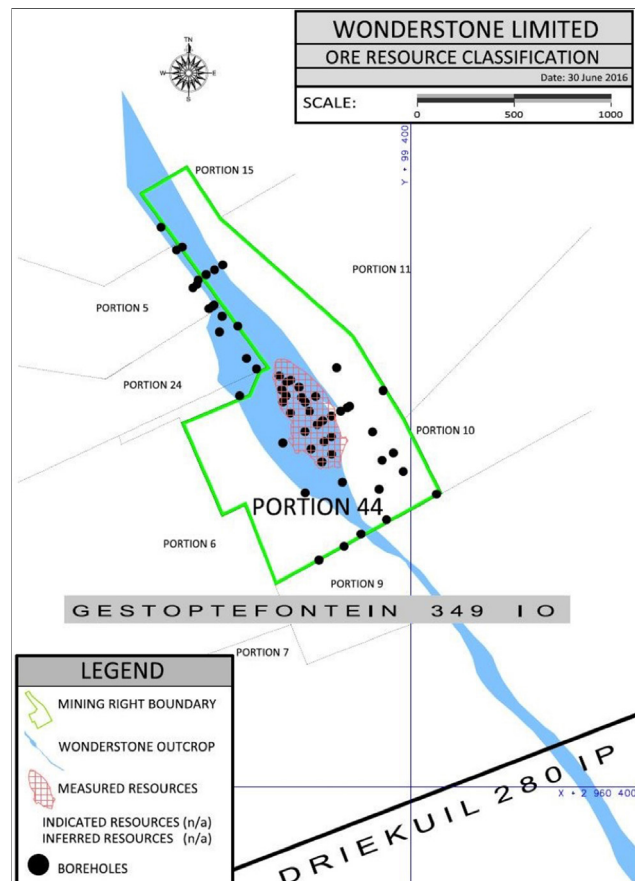 WONDERSTONE LIMITED
ORE RESOURCE CLASSIFICATION
Date: 30 June 2016
SCALE:
0 500 1000
TN
W E
S
Y + 99 400
PORTION 15
PORTION 11
PORTION 5
PORTION 24
PORTION 10
PORTION 44
PORTION 6
PORTION 9
GESTOPTEFONTEIN 349 IO
PORTION 7
LEGEND
MINING RIGHT BOUNDARY
WONDERSTONE OUTCROP
MEASURED RESOURCES
INDICATED RESOURCES (n/a)
INFERRED RESOURCES (n/a)
BOREHOLES
X + 2 960 400
DRIEKUIL 280 IP